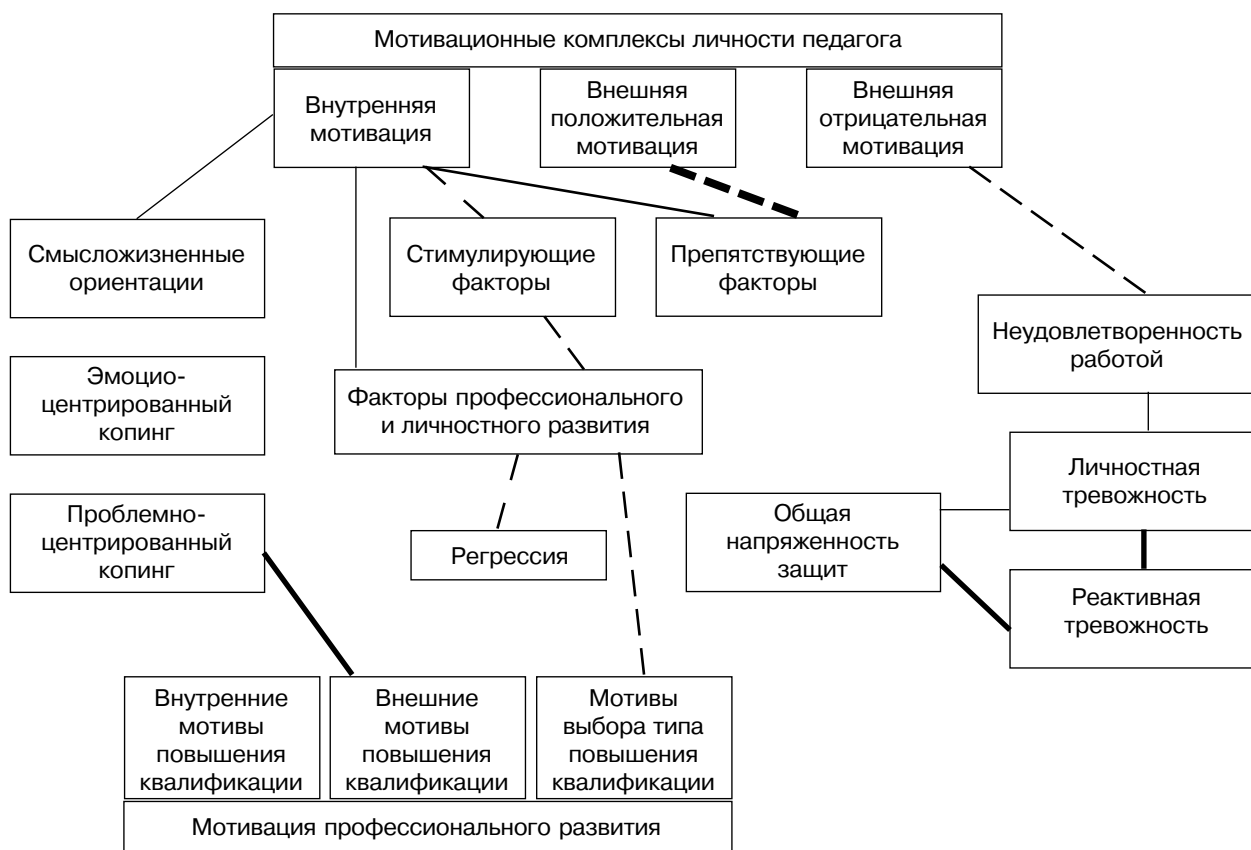 Мотивационные комплексы личности педагога
Внутренняя
мотивация
Внешняя
положительная
мотивация
Внешняя
отрицательная
мотивация
Смысложизненные
ориентации
Стимулирующие
факторы
Препятствующие
факторы
Неудовлетворенность
работой
Эмоцио-
центрированный
копинг
Факторы профессионального
и личностного развития
Личностная
тревожность
Проблемно-
центрированный
копинг
Регрессия
Общая
напряженность
защит
Реактивная
тревожность
Внутренние
мотивы
повышения
квалификации
Внешние
мотивы
повышения
квалификации
Мотивы
выбора типа
повышения
квалификации
Мотивация профессионального развития